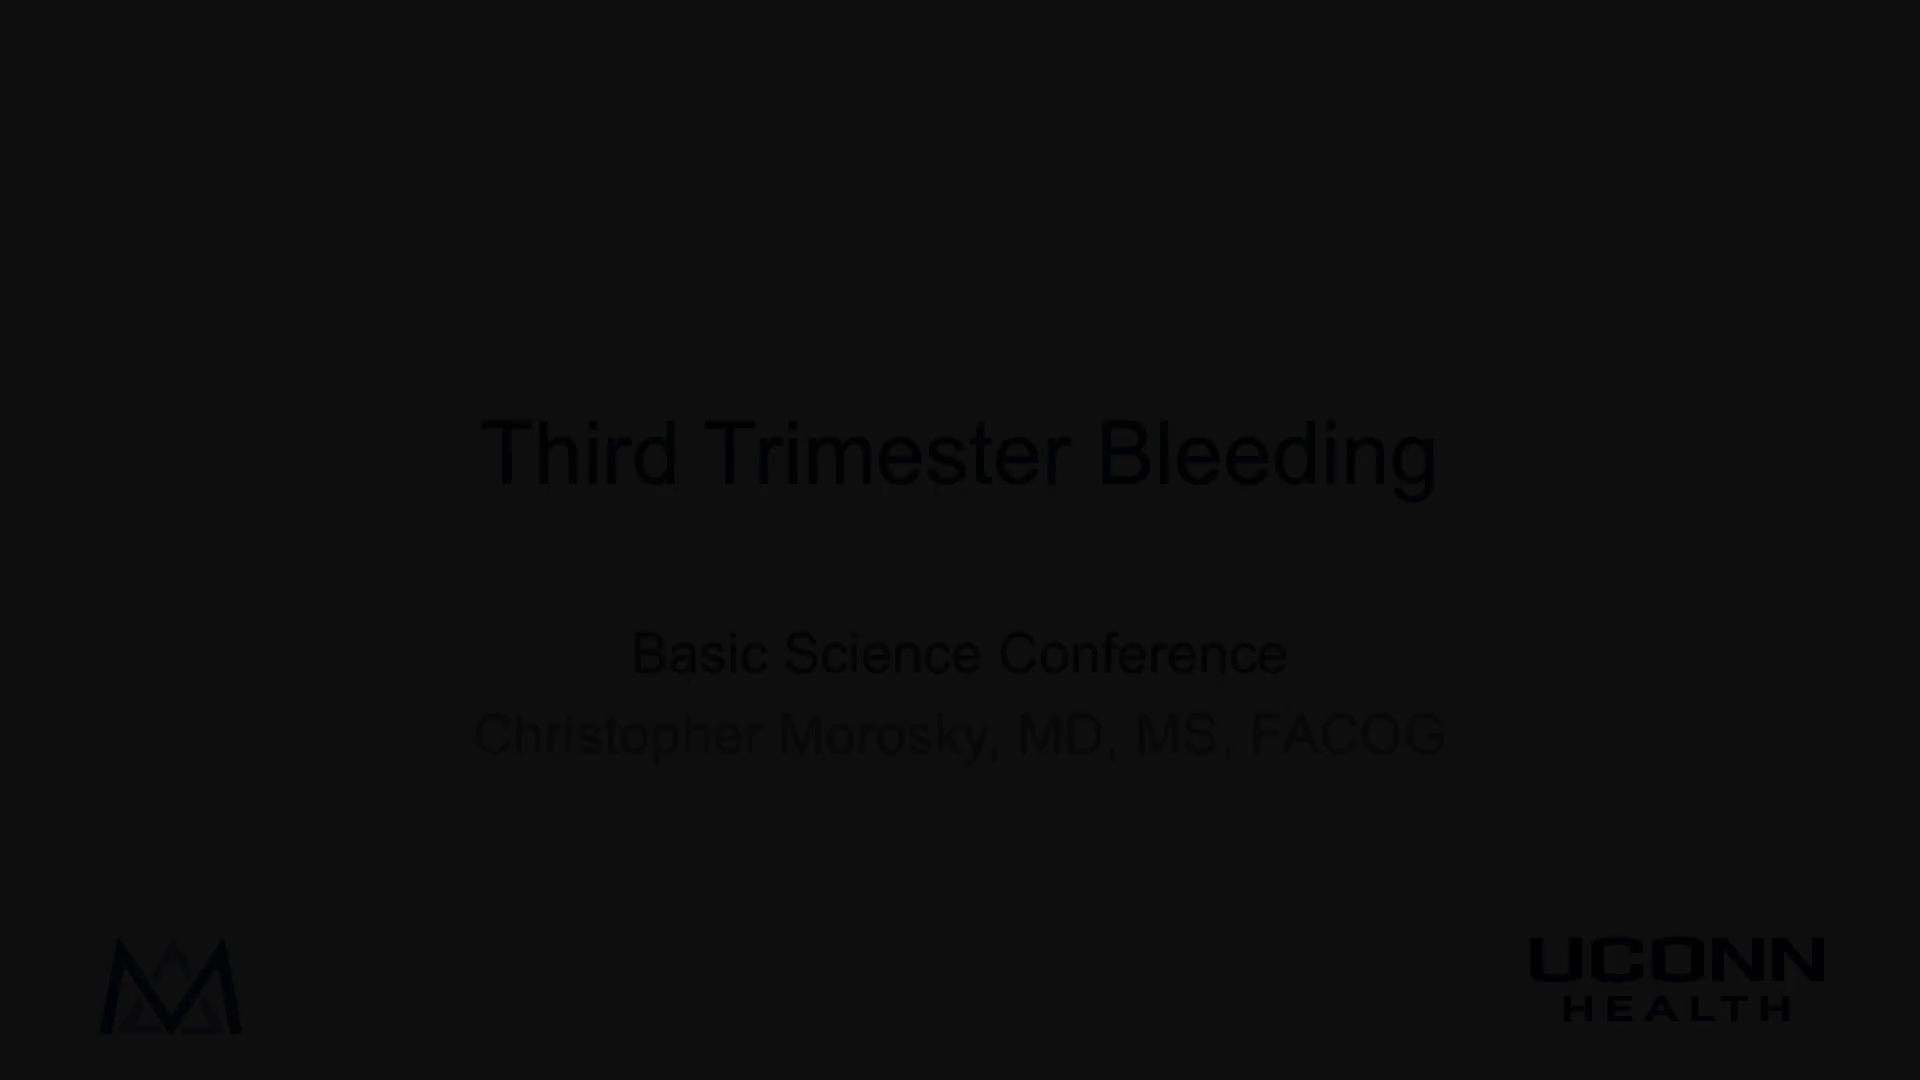 Third Trimester Bleeding
Basic Science Conference
Christopher Morosky, MD, MS, FACOG
UCONN
HEALTH